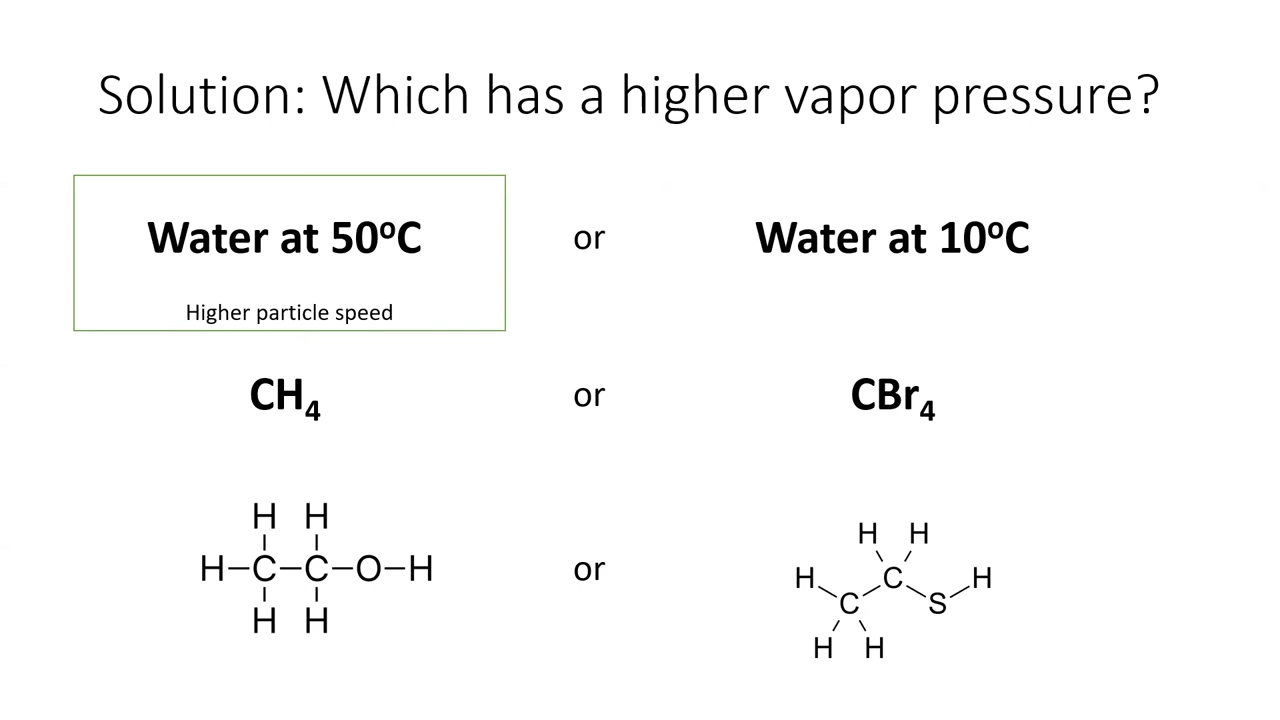 Solution: Which has a higher vapor pressure?
Water at 50ºC or Water at 10ºC
Higher particle speed
CH₄ or CBr₄
H H
H–C–C–O–H
H H
or
H H
H C H
C S
H H